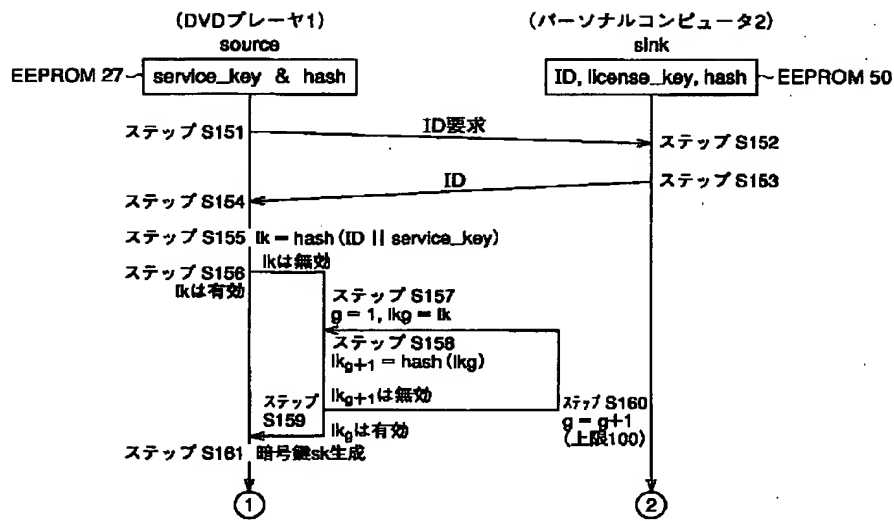 (DVDプレーヤ1)
source
(パーソナルコンピュータ2)
sink
EEPROM 27
service_key & hash
ID, license_key, hash
EEPROM 50
ステップ S151
ID要求
ステップ S152
ID
ステップ S153
ステップ S154
ステップ S155 lk = hash (ID || service_key)
ステップ S156
lkは無効
lkは有効
ステップ S157
g = 1, lkg = lk
ステップ S158
lkg+1 = hash (lkg)
ステップ
S159
lkg+1は無効
ステップ S160
g = g+1
(上限100)
lkgは有効
ステップ S161 暗号鍵sk生成
1
2